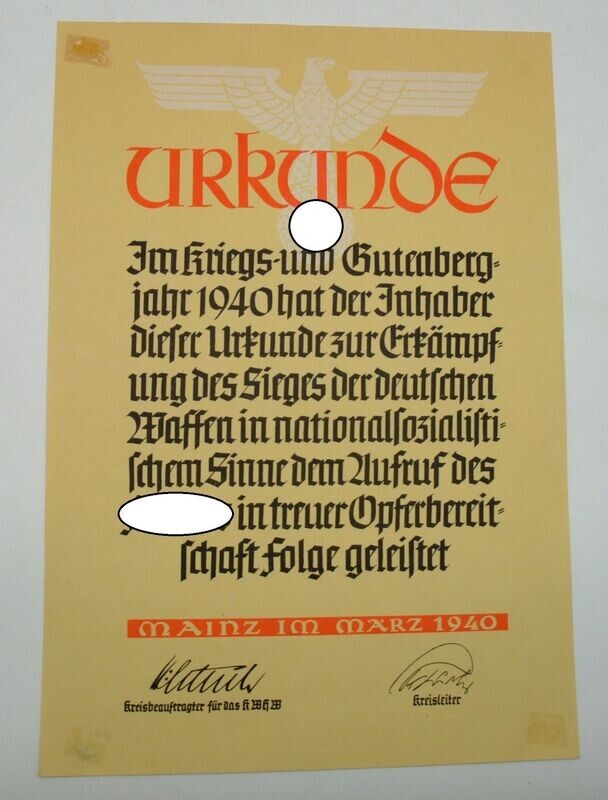 Urkunde
Im Kriegs- und Gutenberg-
jahr 1940 hat der Inhaber
dieser Urkunde zur Erkämpf-
ung des Sieges der deutschen
Waffen in nationalsozialisti-
schem Sinne dem Aufruf des
in treuer Opferbereit-
schaft Folge geleistet
MAINZ IM MÄRZ 1940
Kreisbeauftragter für das KWHW
Kreisleiter